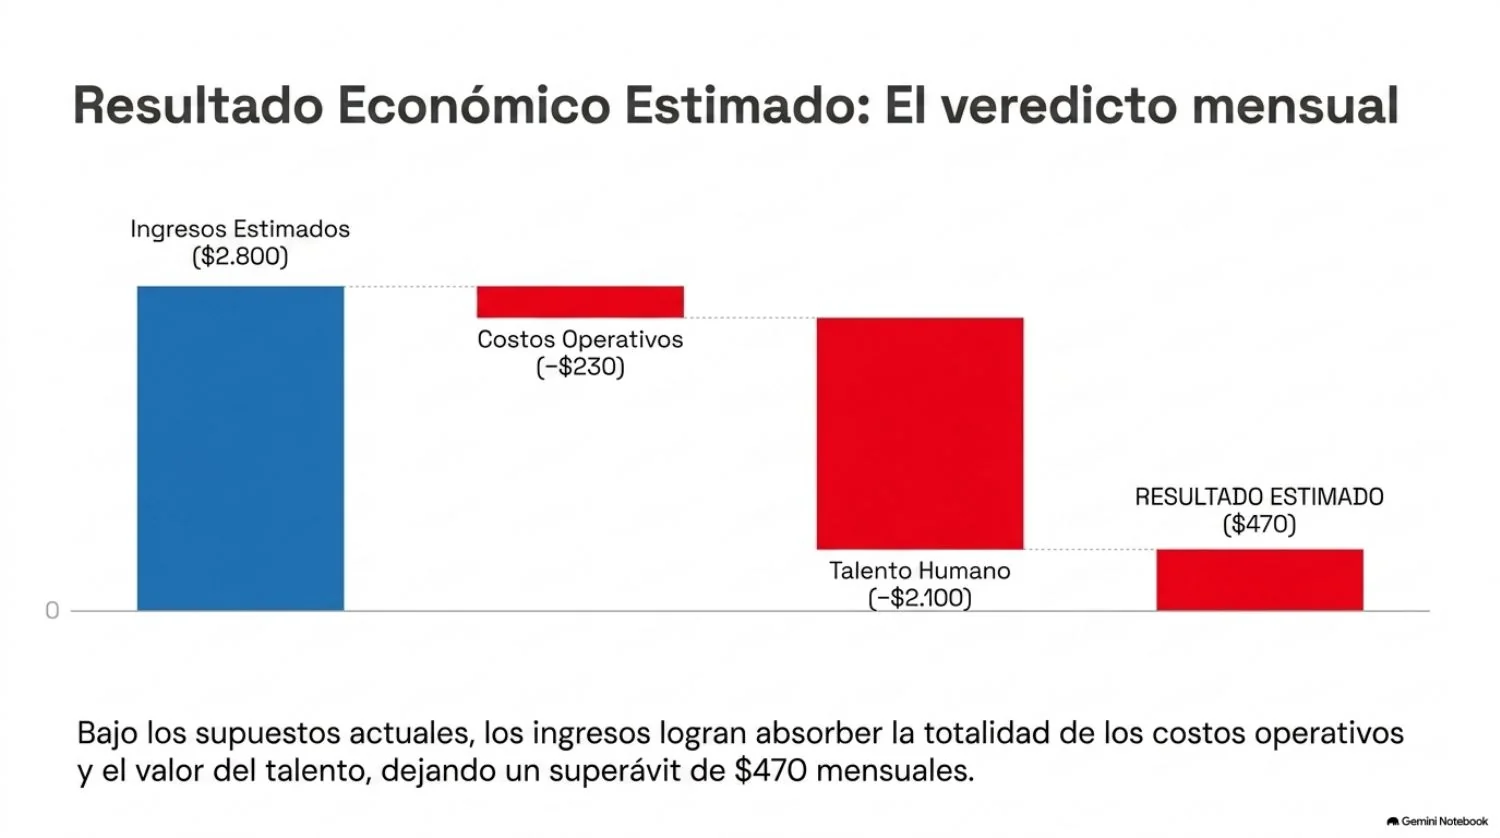 Resultado Económico Estimado: El veredicto mensual
Ingresos Estimados
($2.800)
Costos Operativos
(-$230)
Talento Humano
(-$2.100)
RESULTADO ESTIMADO
($470)
0
Bajo los supuestos actuales, los ingresos logran absorber la totalidad de los costos operativos
y el valor del talento, dejando un superávit de $470 mensuales.
Gemini Notebook